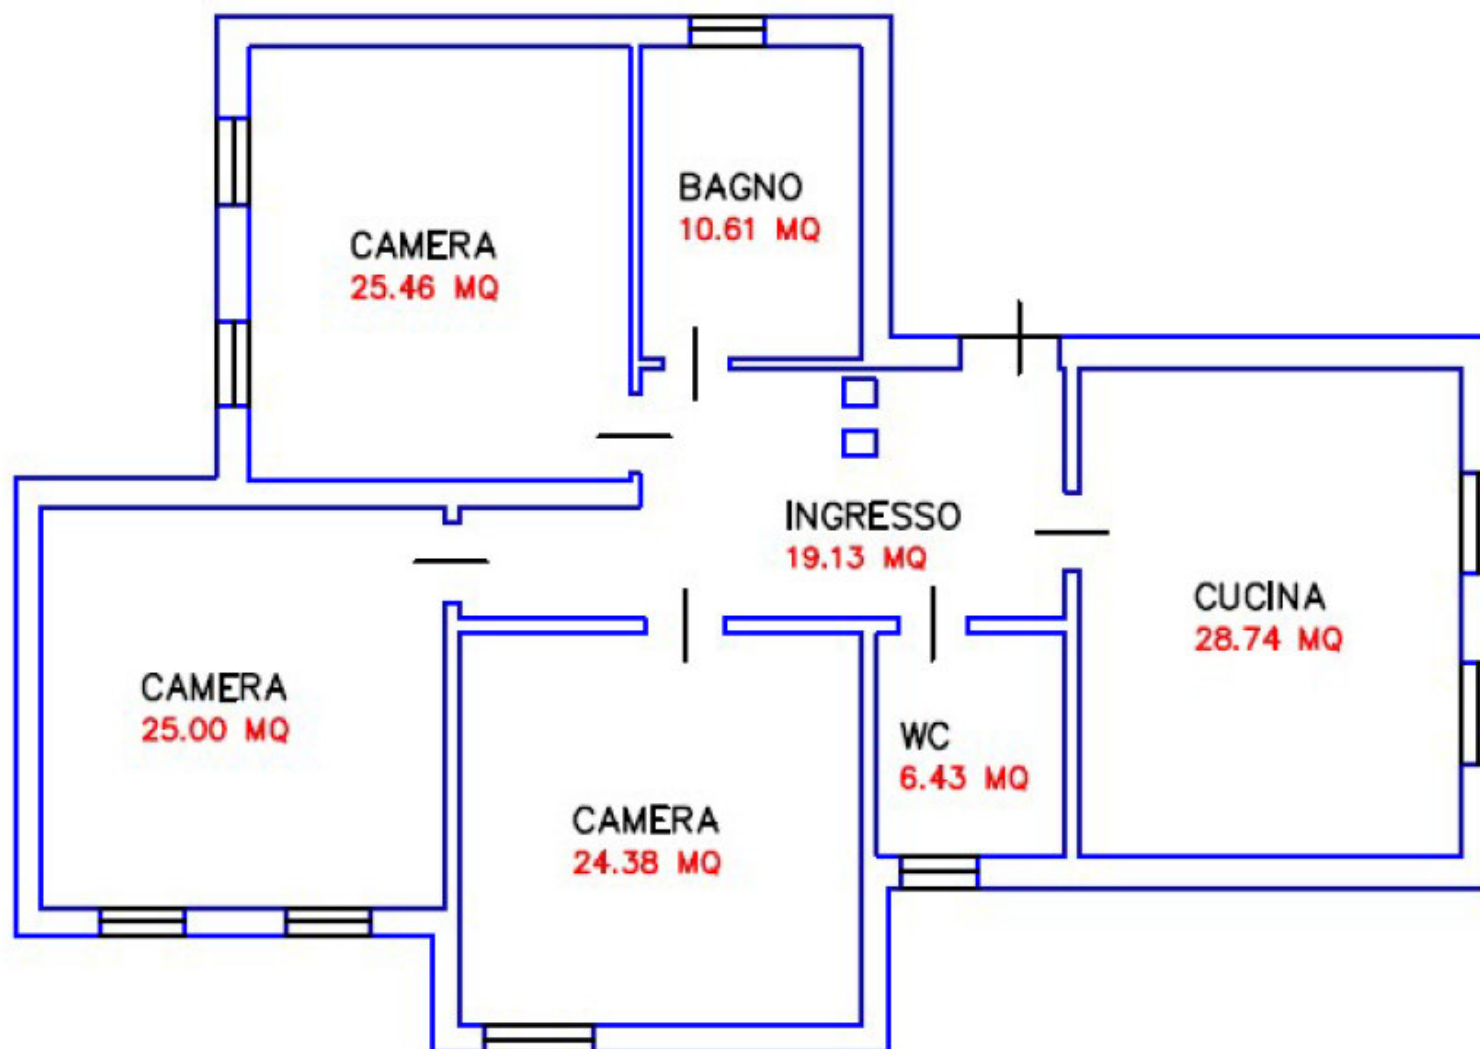 BAGNO
10.61 MQ
CAMERA
25.46 MQ
INGRESSO
19.13 MQ
CUCINA
28.74 MQ
CAMERA
25.00 MQ
WC
6.43 MQ
CAMERA
24.38 MQ